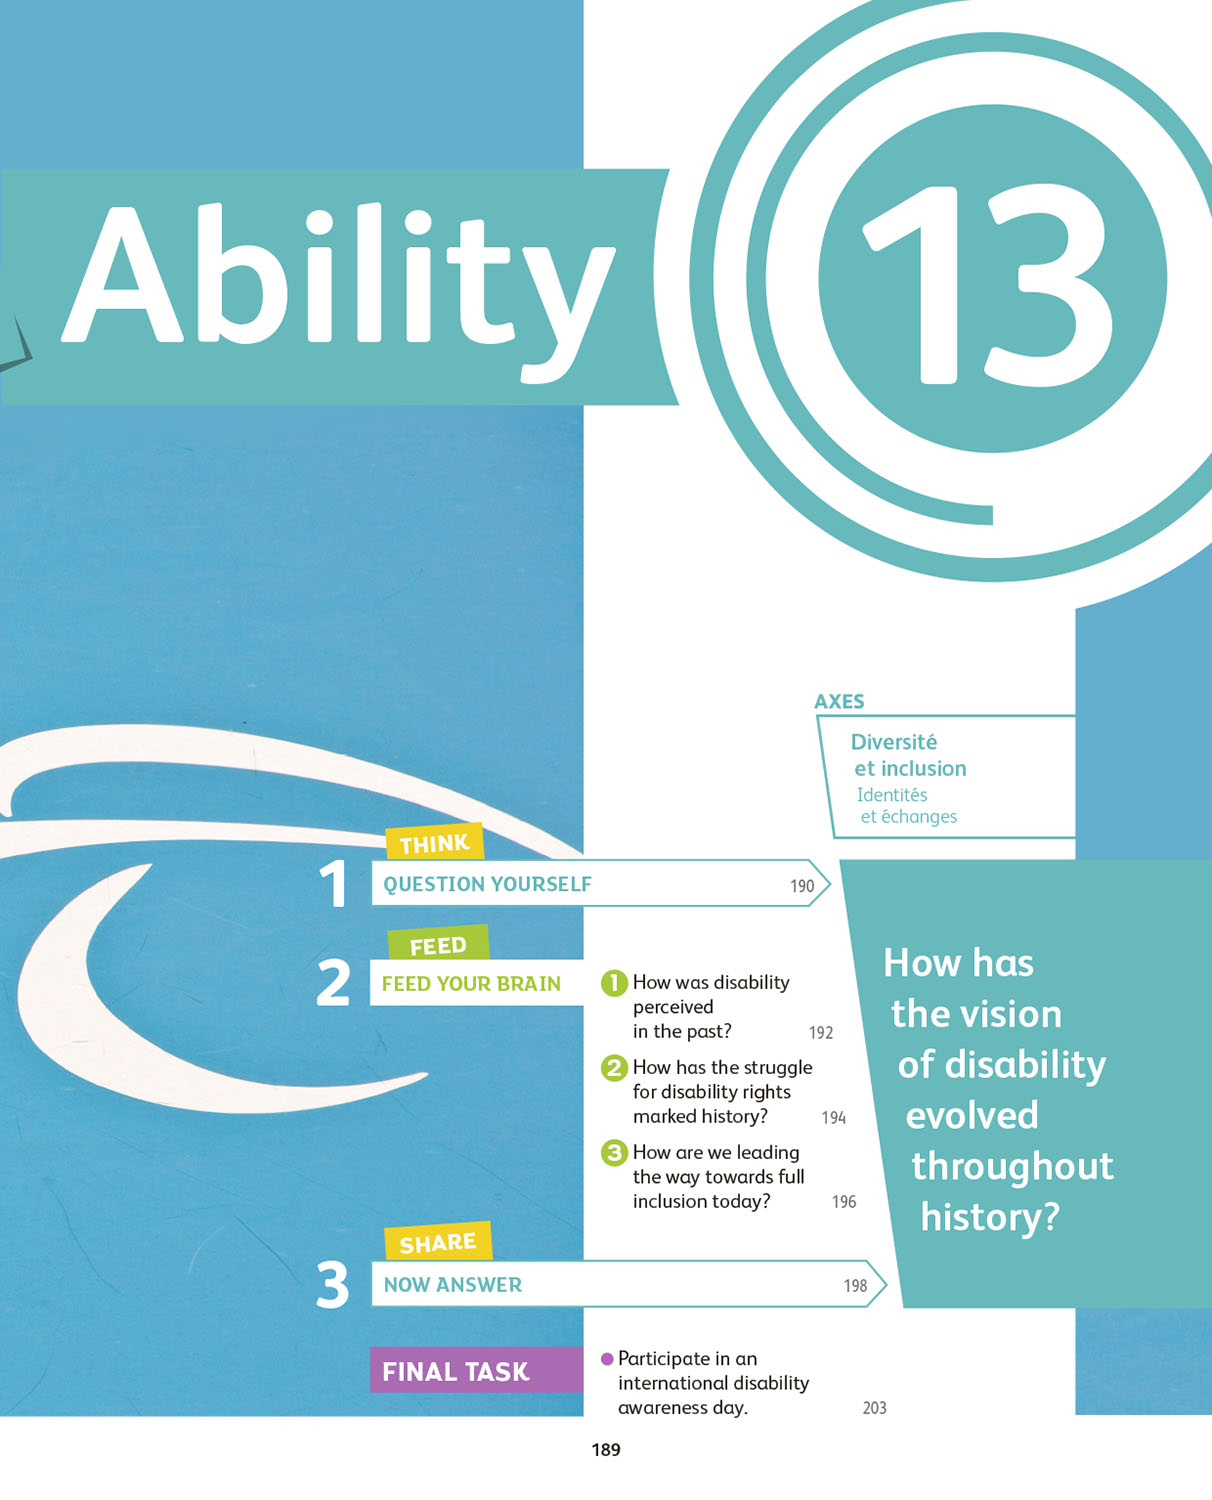 Ability
13
AXES
Diversité
et inclusion
Identités
et échanges
THINK
1 QUESTION YOURSELF 190
FEED
2 FEED YOUR BRAIN
1 How was disability
perceived
in the past? 192
2 How has the struggle
for disability rights
marked history? 194
3 How are we leading
the way towards full
inclusion today? 196
How has
the vision
of disability
evolved
throughout
history?
SHARE
3 NOW ANSWER 198
FINAL TASK
● Participate in an
international disability
awareness day. 203
189